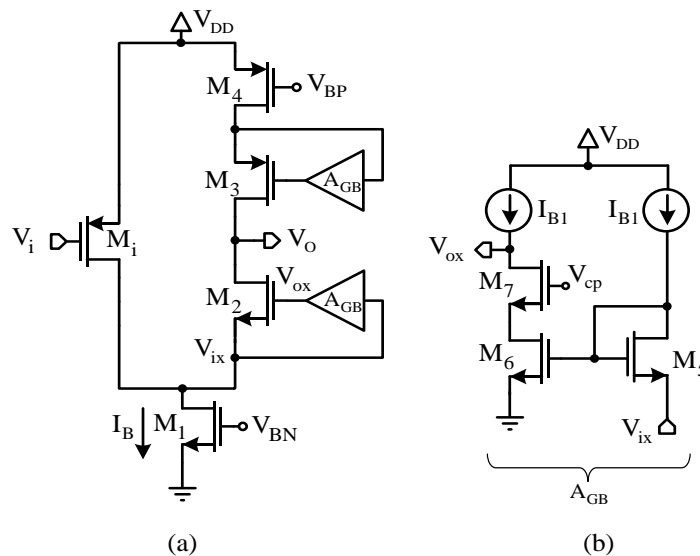 V_DD
M_4
V_BP
M_3
A_GB
V_i
M_i
V_O
M_2
V_ox
A_GB
V_ix
I_B
M_1
V_BN
(a)
V_DD
I_B1
I_B1
V_ox
M_7
V_cp
M_6
V_ix
A_GB
(b)